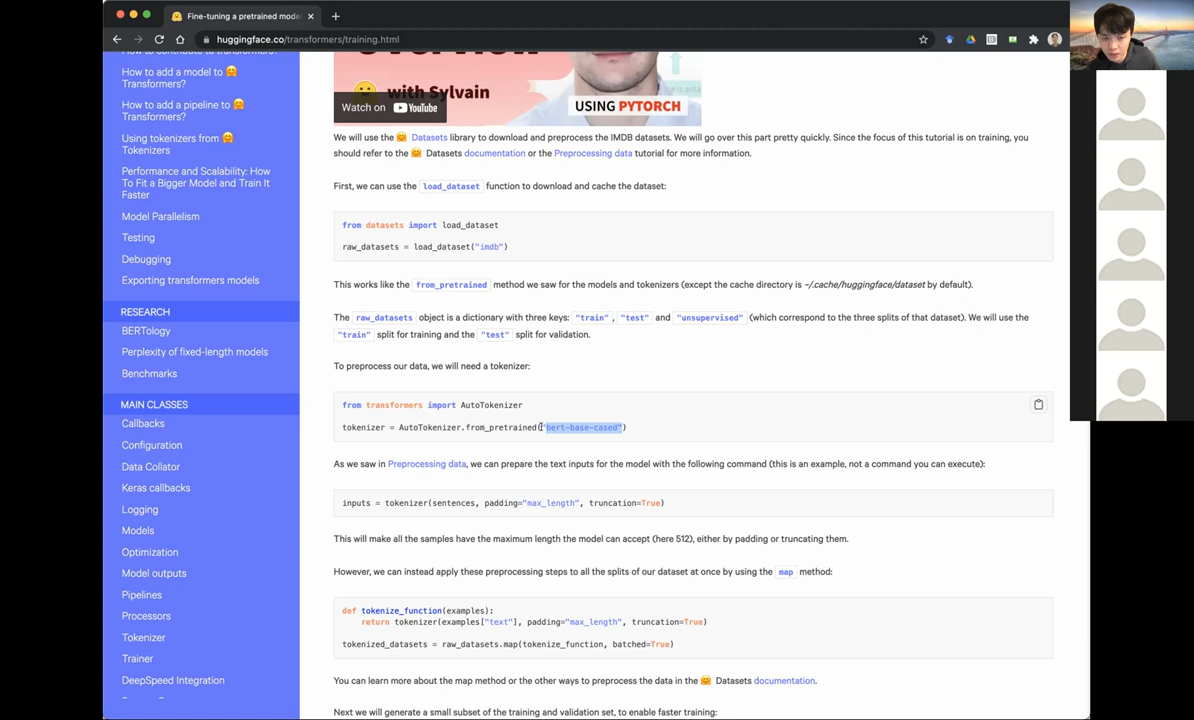 Fine-tuning a pretrained mode
huggingface.co/transformers/training.html
How to contribute to transformers?
How to add a model to 🤗
Transformers?
How to add a pipeline to 🤗
Transformers?
Using tokenizers from 🤗
Tokenizers
Performance and Scalability: How
To Fit a Bigger Model and Train It
Faster
Model Parallelism
Testing
Debugging
Exporting transformers models
RESEARCH
BERTology
Perplexity of fixed-length models
Benchmarks
MAIN CLASSES
Callbacks
Configuration
Data Collator
Keras callbacks
Logging
Models
Optimization
Model outputs
Pipelines
Processors
Tokenizer
Trainer
DeepSpeed Integration
with Sylvain
Watch on YouTube
USING PYTORCH
We will use the 🤗 Datasets library to download and preprocess the IMDB datasets. We will go over this part pretty quickly. Since the focus of this tutorial is on training, you
should refer to the 🤗 Datasets documentation or the Preprocessing data tutorial for more information.
First, we can use the load_dataset function to download and cache the dataset:
from datasets import load_dataset
raw_datasets = load_dataset("imdb")
This works like the from_pretrained method we saw for the models and tokenizers (except the cache directory is ~/.cache/huggingface/dataset by default).
The raw_datasets object is a dictionary with three keys: "train", "test" and "unsupervised" (which correspond to the three splits of that dataset). We will use the
"train" split for training and the "test" split for validation.
To preprocess our data, we will need a tokenizer:
from transformers import AutoTokenizer
tokenizer = AutoTokenizer.from_pretrained("bert-base-cased")
As we saw in Preprocessing data, we can prepare the text inputs for the model with the following command (this is an example, not a command you can execute):
inputs = tokenizer(sentences, padding="max_length", truncation=True)
This will make all the samples have the maximum length the model can accept (here 512), either by padding or truncating them.
However, we can instead apply these preprocessing steps to all the splits of our dataset at once by using the map method:
def tokenize_function(examples):
return tokenizer(examples["text"], padding="max_length", truncation=True)
tokenized_datasets = raw_datasets.map(tokenize_function, batched=True)
You can learn more about the map method or the other ways to preprocess the data in the 🤗 Datasets documentation.
Next we will generate a small subset of the training and validation set, to enable faster training: